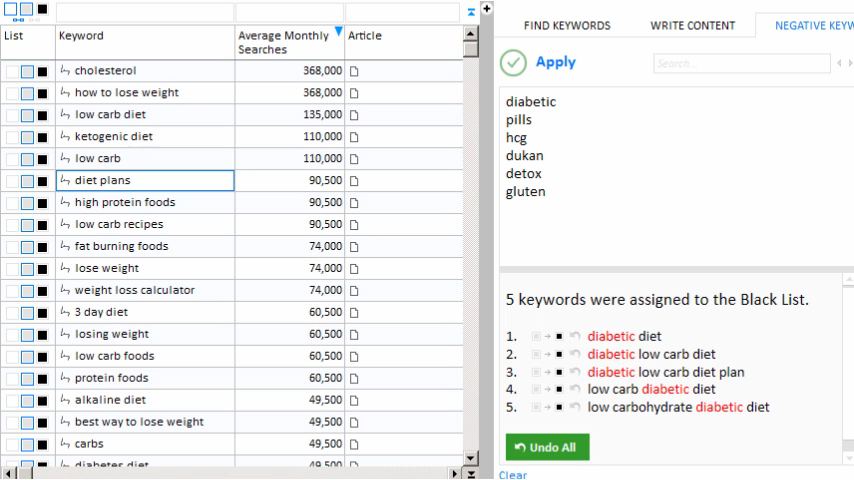 List Keyword Average Monthly Searches Article
cholesterol 368,000
how to lose weight 368,000
low carb diet 135,000
ketogenic diet 110,000
low carb 110,000
diet plans 90,500
high protein foods 90,500
low carb recipes 90,500
fat burning foods 74,000
lose weight 74,000
weight loss calculator 74,000
3 day diet 60,500
losing weight 60,500
low carb foods 60,500
protein foods 60,500
alkaline diet 49,500
best way to lose weight 49,500
carbs 49,500
diabetes diet 49,500
FIND KEYWORDS WRITE CONTENT NEGATIVE KEYW
Apply Search...
diabetic
pills
hcg
dukan
detox
gluten
5 keywords were assigned to the Black List.
1. diabetic diet
2. diabetic low carb diet
3. diabetic low carb diet plan
4. low carb diabetic diet
5. low carbohydrate diabetic diet
Undo All
Clear